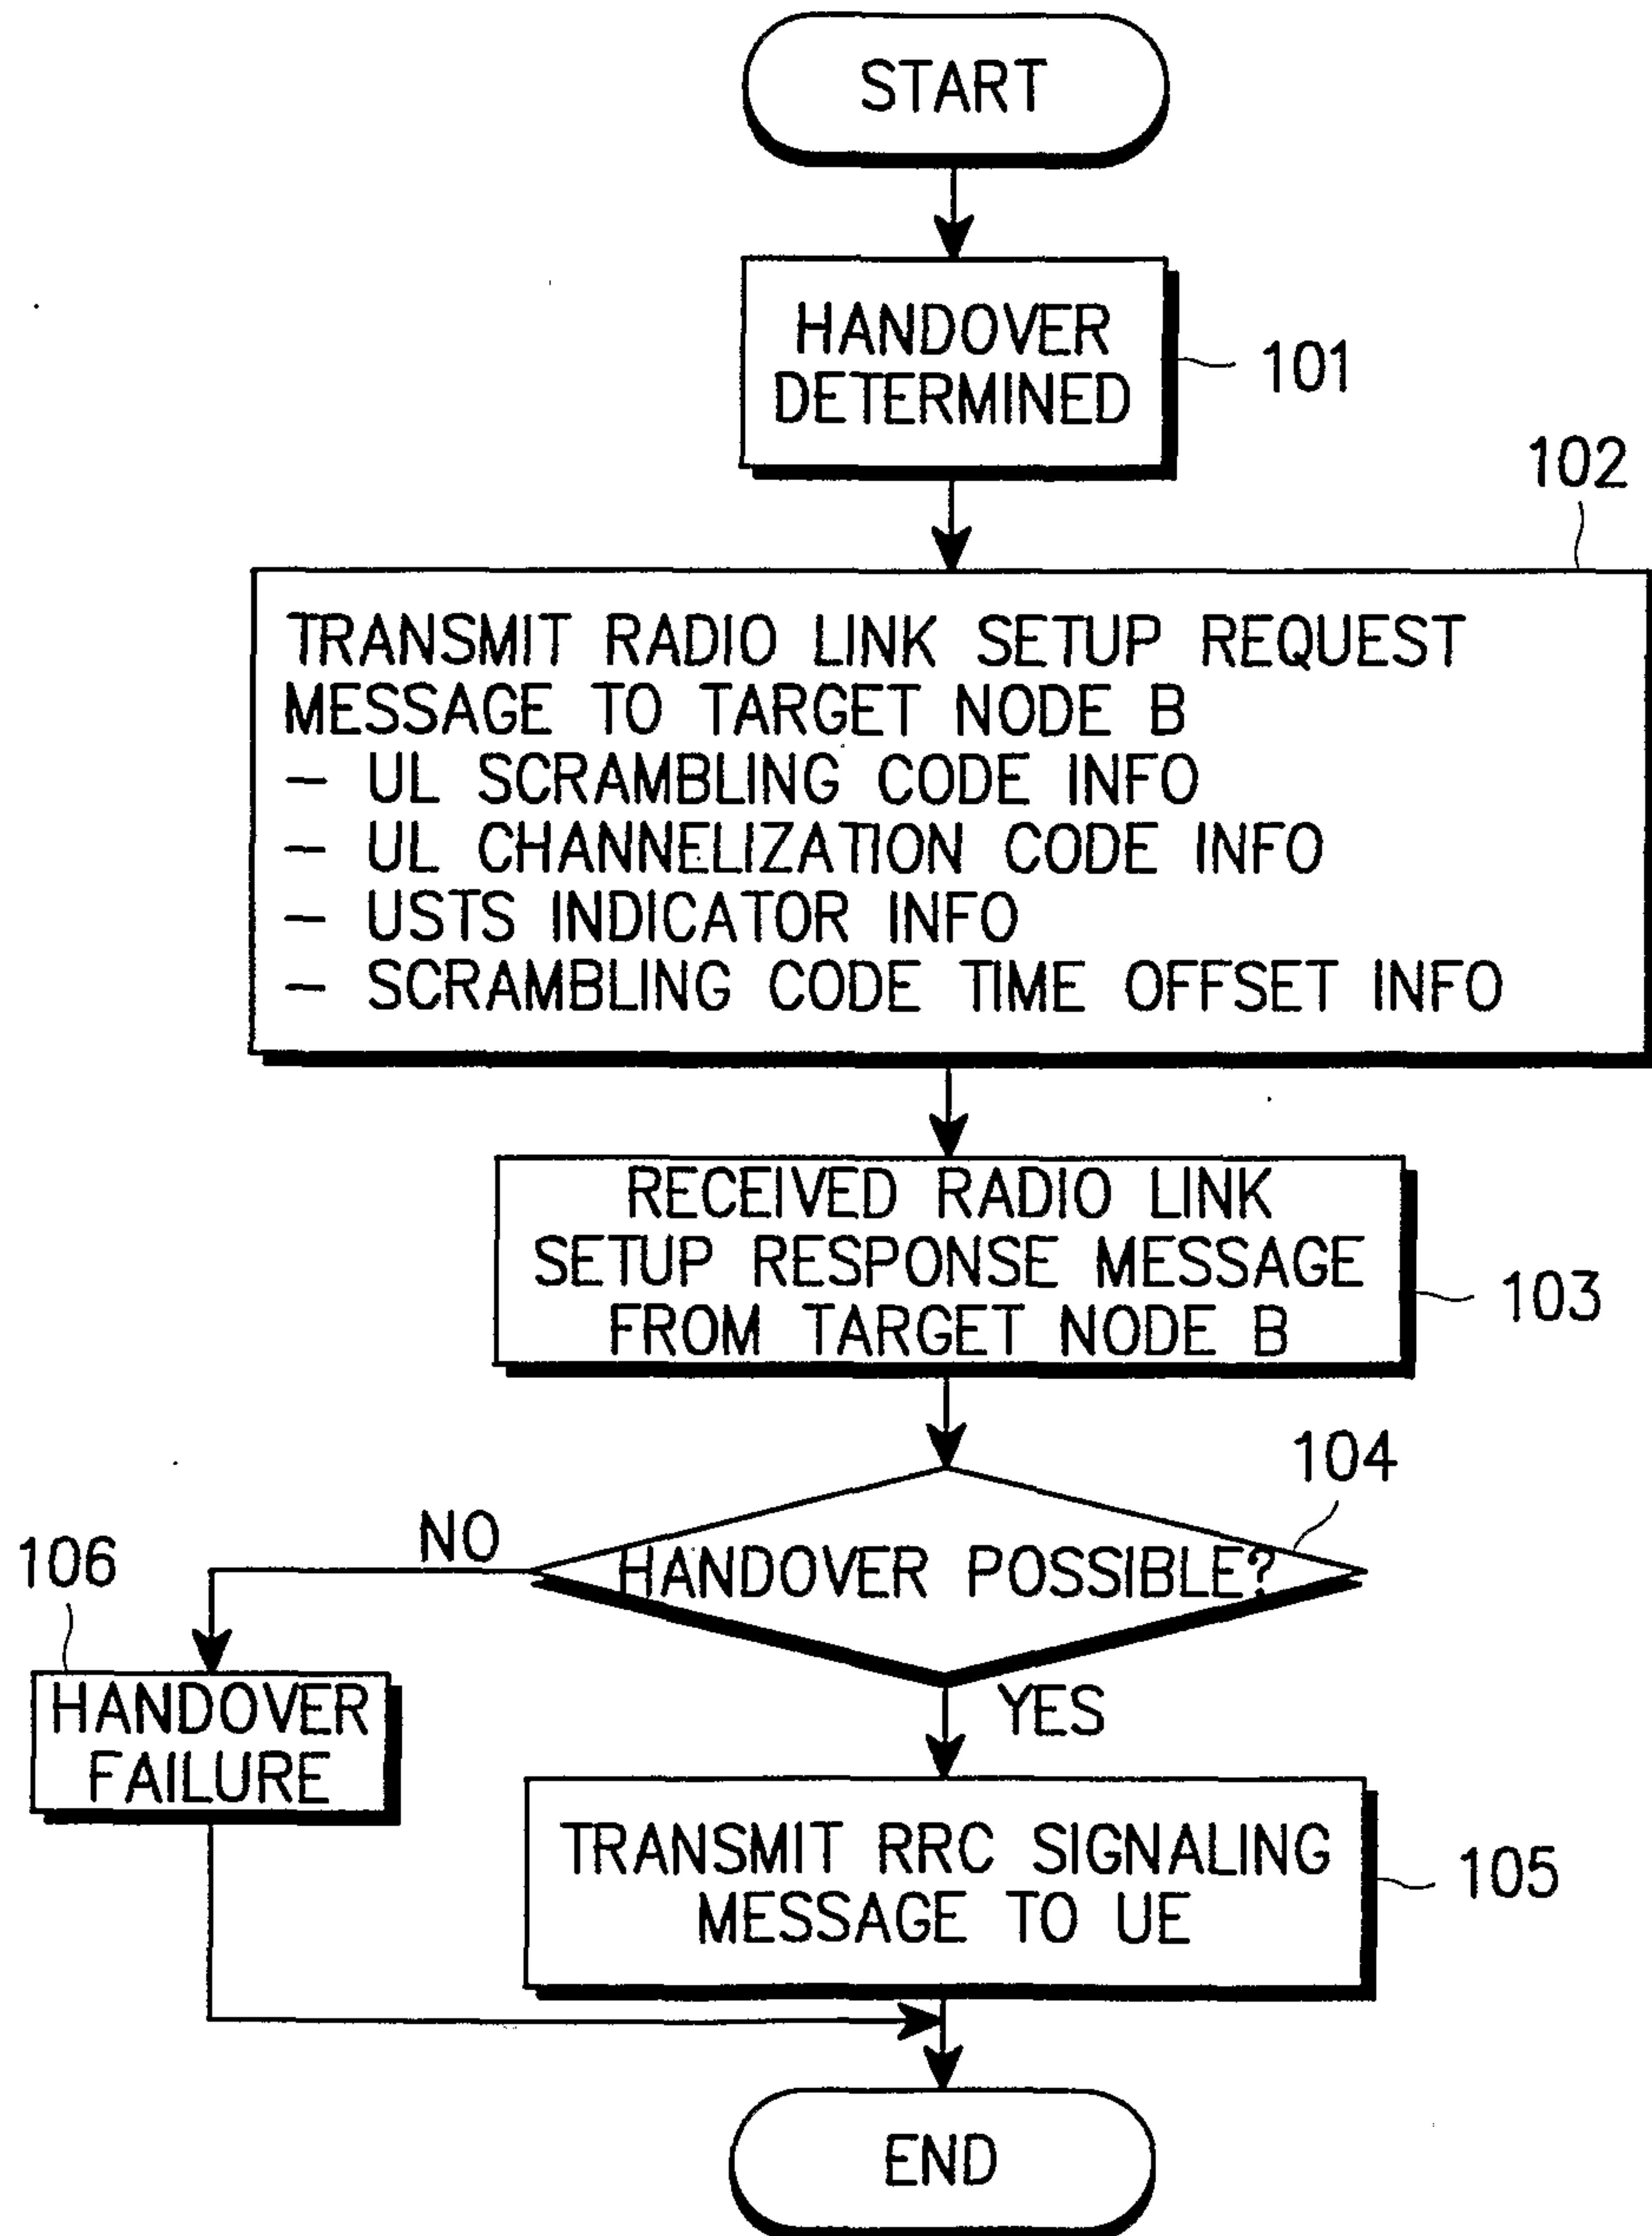 START
HANDOVER
DETERMINED
101
102
TRANSMIT RADIO LINK SETUP REQUEST
MESSAGE TO TARGET NODE B
— UL SCRAMBLING CODE INFO
— UL CHANNELIZATION CODE INFO
— USTS INDICATOR INFO
— SCRAMBLING CODE TIME OFFSET INFO
RECEIVED RADIO LINK
SETUP RESPONSE MESSAGE
FROM TARGET NODE B
103
104
NO
HANDOVER POSSIBLE?
106
HANDOVER
FAILURE
YES
TRANSMIT RRC SIGNALING
MESSAGE TO UE
105
END